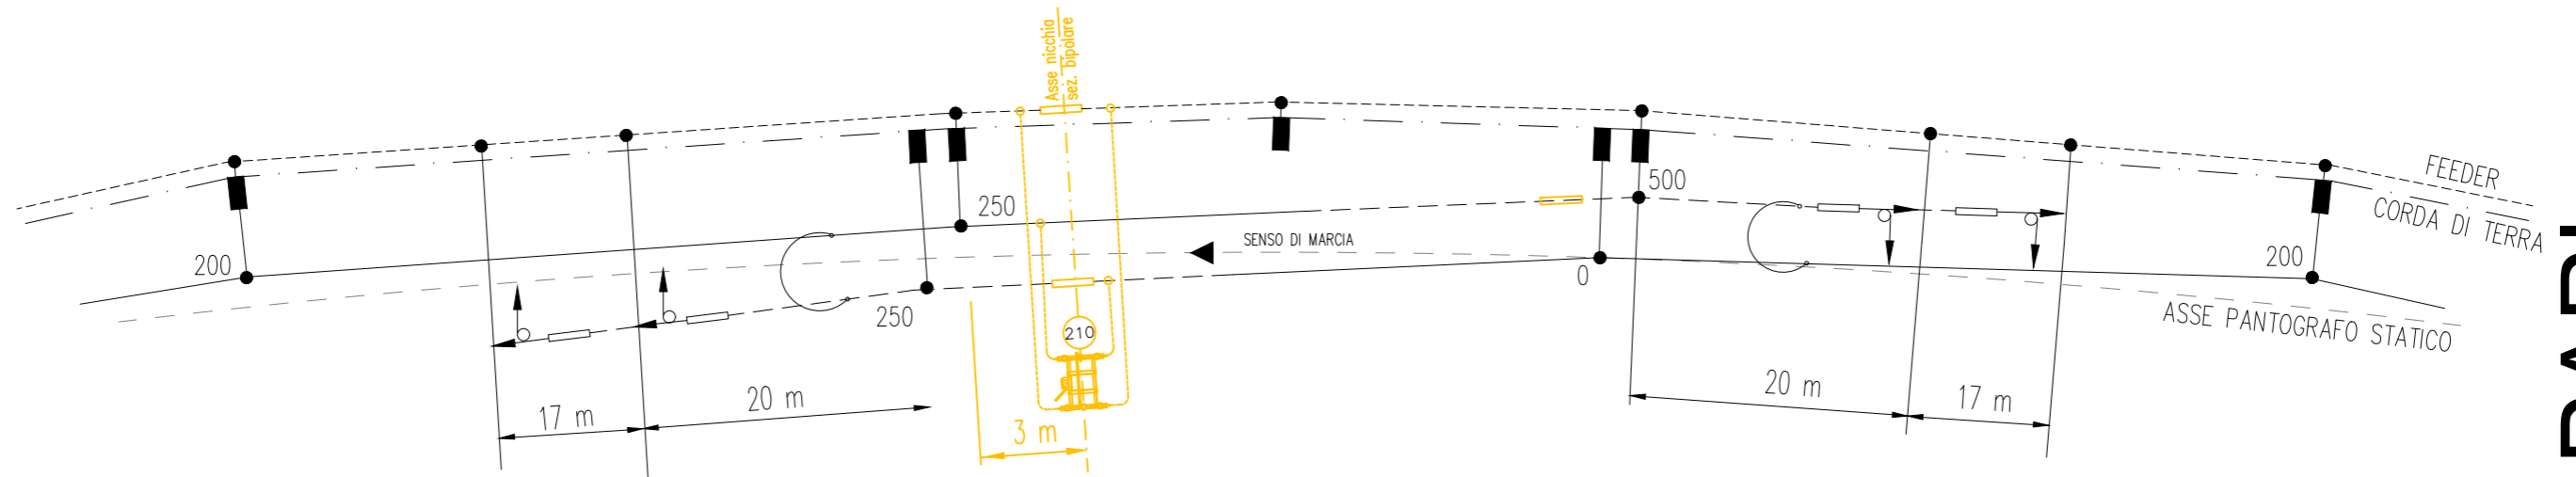 Asse nicchia
sez. bipolare
FEEDER
CORDA DI TERRA
500
250
SENSO DI MARCIA
200
200
0
250
210
ASSE PANTOGRAFO STATICO
20 m
17 m
20 m
17 m
3 m